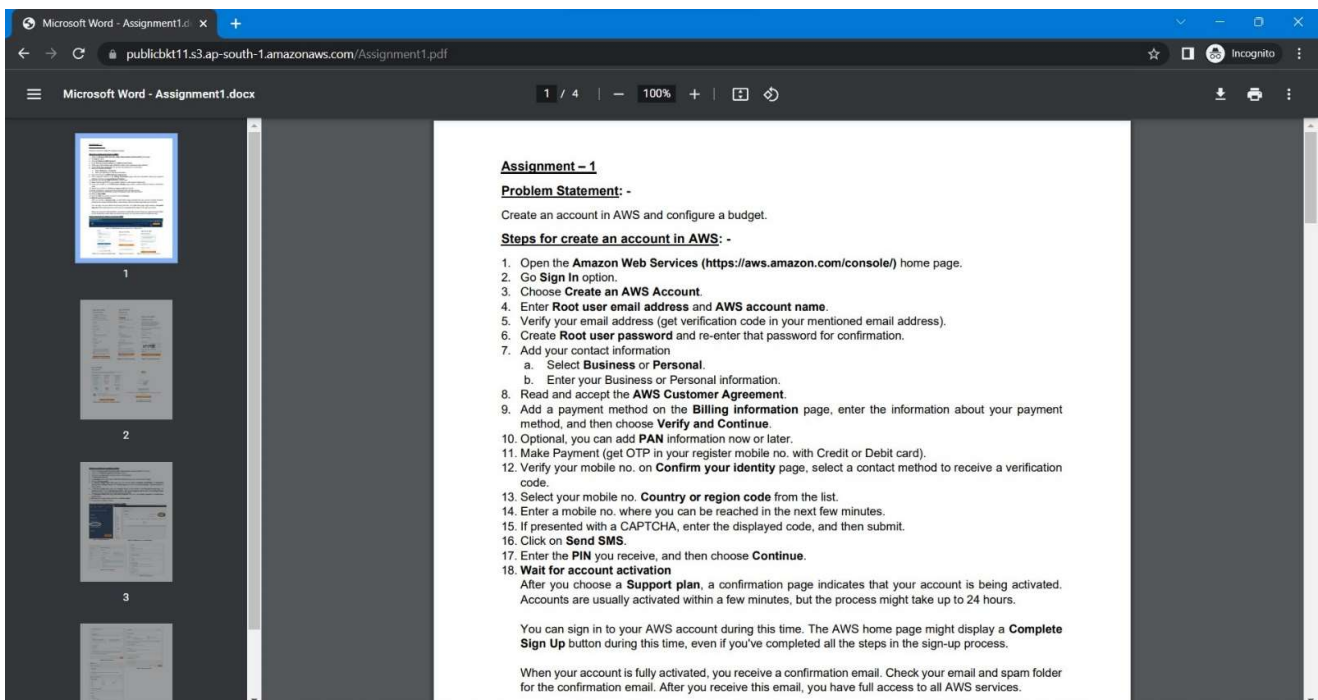 Microsoft Word - Assignment1.d
publicbkt11.s3.ap-south-1.amazonaws.com/Assignment1.pdf
Incognito
Microsoft Word - Assignment1.docx
1 / 4
100%
1
2
3
Assignment – 1
Problem Statement: -
Create an account in AWS and configure a budget.
Steps for create an account in AWS: -
1. Open the Amazon Web Services (https://aws.amazon.com/console/) home page.
2. Go Sign In option.
3. Choose Create an AWS Account.
4. Enter Root user email address and AWS account name.
5. Verify your email address (get verification code in your mentioned email address).
6. Create Root user password and re-enter that password for confirmation.
7. Add your contact information
a. Select Business or Personal.
b. Enter your Business or Personal information.
8. Read and accept the AWS Customer Agreement.
9. Add a payment method on the Billing information page, enter the information about your payment
method, and then choose Verify and Continue.
10. Optional, you can add PAN information now or later.
11. Make Payment (get OTP in your register mobile no. with Credit or Debit card).
12. Verify your mobile no. on Confirm your identity page, select a contact method to receive a verification
code.
13. Select your mobile no. Country or region code from the list.
14. Enter a mobile no. where you can be reached in the next few minutes.
15. If presented with a CAPTCHA, enter the displayed code, and then submit.
16. Click on Send SMS.
17. Enter the PIN you receive, and then choose Continue.
18. Wait for account activation
After you choose a Support plan, a confirmation page indicates that your account is being activated.
Accounts are usually activated within a few minutes, but the process might take up to 24 hours.
You can sign in to your AWS account during this time. The AWS home page might display a Complete
Sign Up button during this time, even if you've completed all the steps in the sign-up process.
When your account is fully activated, you receive a confirmation email. Check your email and spam folder
for the confirmation email. After you receive this email, you have full access to all AWS services.